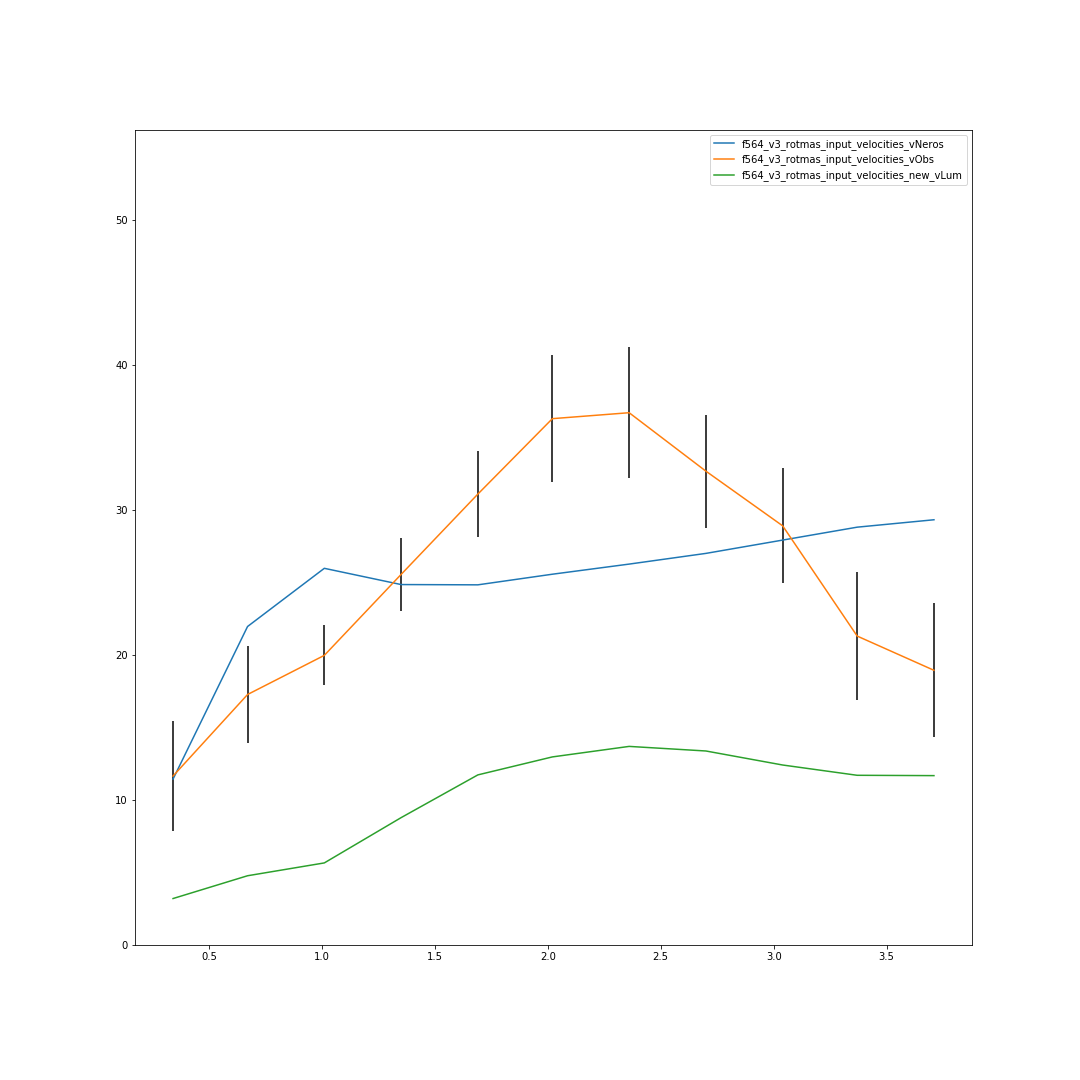 f564_v3_rotmas_input_velocities_vNeros
f564_v3_rotmas_input_velocities_vObs
f564_v3_rotmas_input_velocities_new_vLum
50
40
30
20
10
0
0.5 1.0 1.5 2.0 2.5 3.0 3.5